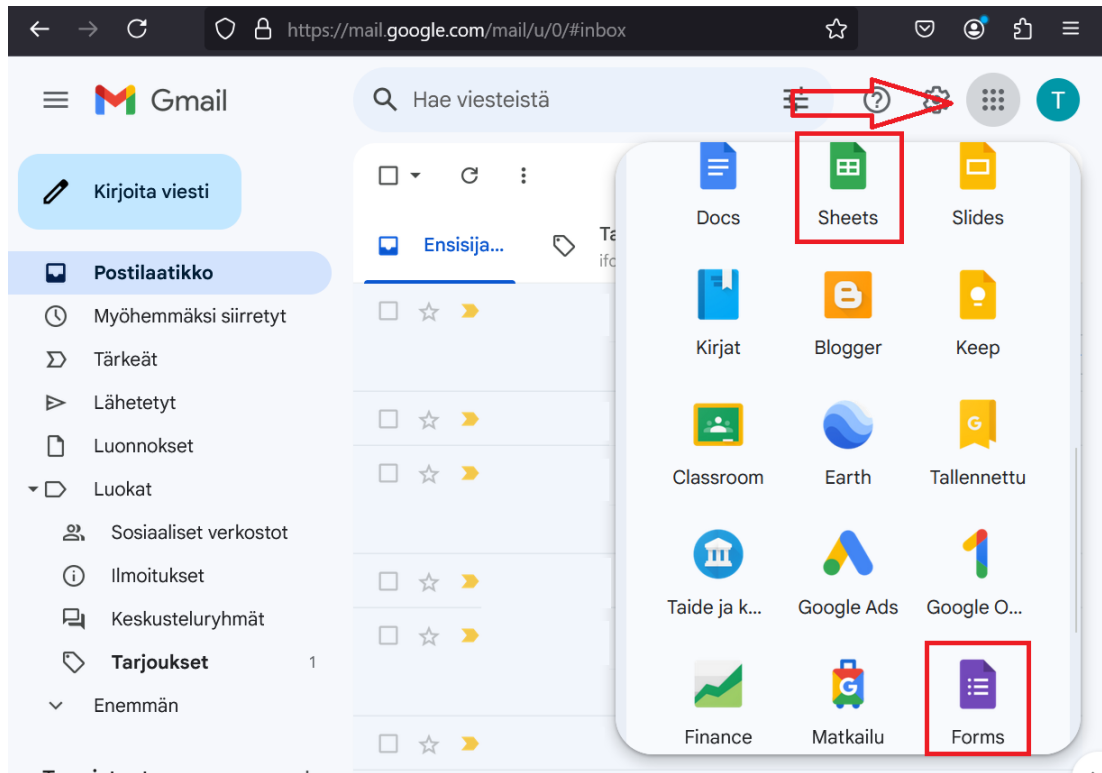 https://mail.google.com/mail/u/0/#inbox
Gmail
Hae viesteistä
T
Kirjoita viesti
Ensisija...
Postilaatikko
Myöhemmäksi siirretyt
Tärkeät
Lähetetyt
Luonnokset
Luokat
Sosiaaliset verkostot
Ilmoitukset
Keskusteluryhmät
Tarjoukset 1
Enemmän
Docs Sheets Slides
Kirjat Blogger Keep
Classroom Earth Tallennettu
Taide ja k... Google Ads Google O...
Finance Matkailu Forms